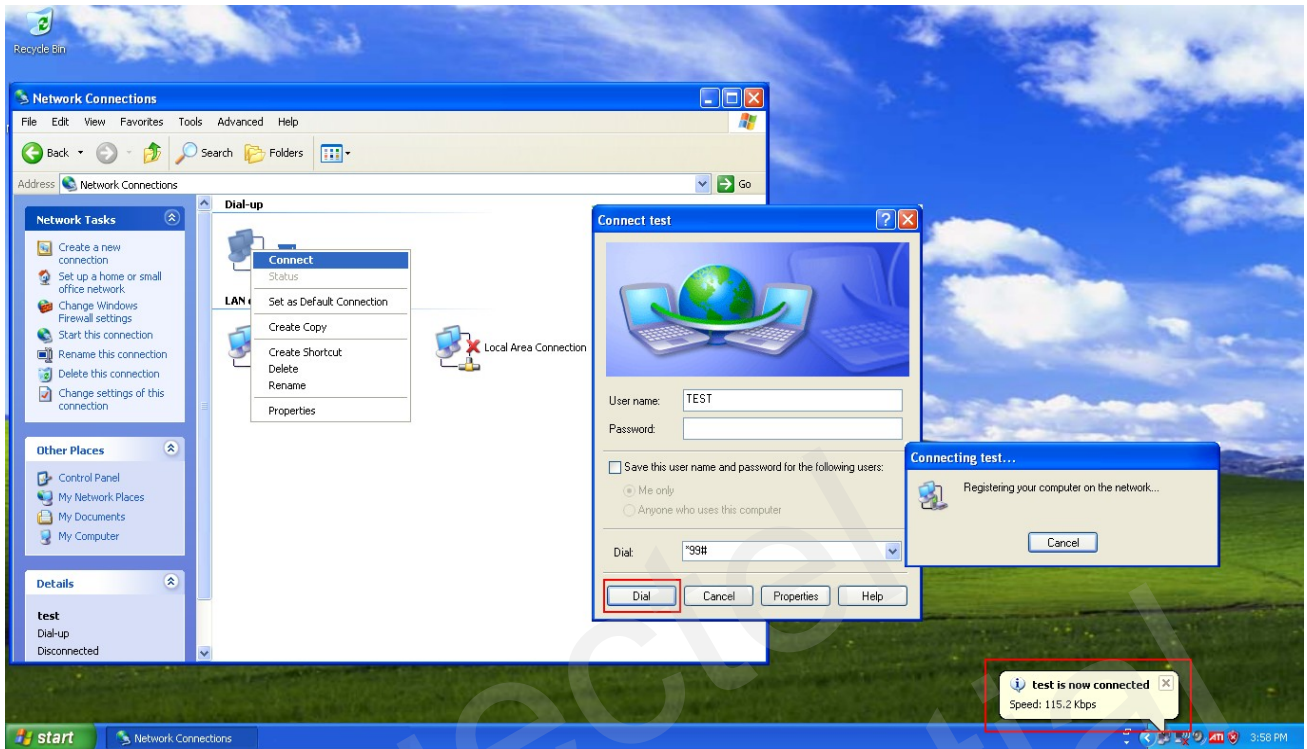 Recycle Bin
Network Connections
File Edit View Favorites Tools Advanced Help
Back Search Folders
Address Network Connections Go
Network Tasks
Create a new
connection
Set up a home or small
office network
Change Windows
Firewall settings
Start this connection
Rename this connection
Delete this connection
Change settings of this
connection
Other Places
Control Panel
My Network Places
My Documents
My Computer
Details
test
Dial-up
Disconnected
Dial-up
LAN
Connect
Status
Set as Default Connection
Create Copy
Create Shortcut
Delete
Rename
Properties
Local Area Connection
Connect test
User name: TEST
Password:
Save this user name and password for the following users:
Me only
Anyone who uses this computer
Dial: *99#
Dial Cancel Properties Help
Connecting test...
Registering your computer on the network...
Cancel
test is now connected
Speed: 115.2 Kbps
start Network Connections ATI 3:58 PM